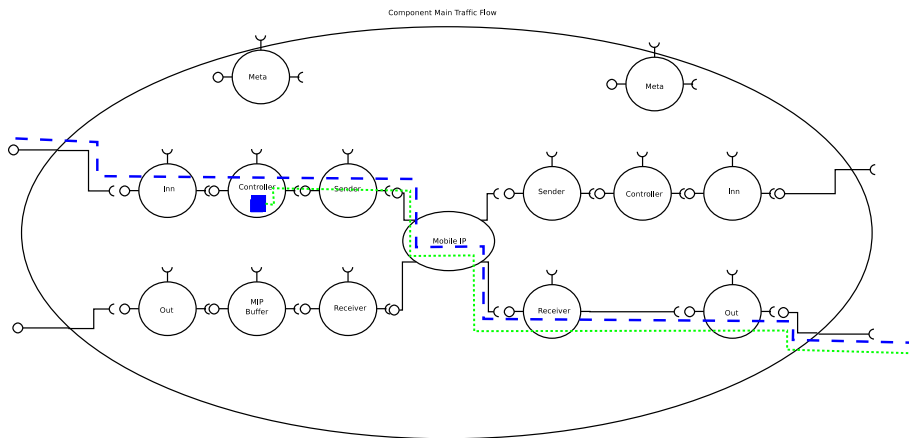 Component Main Traffic Flow
Meta
Meta
Inn
Controller
Sender
Sender
Controller
Inn
Mobile IP
Out
MIP
Buffer
Receiver
Receiver
Out